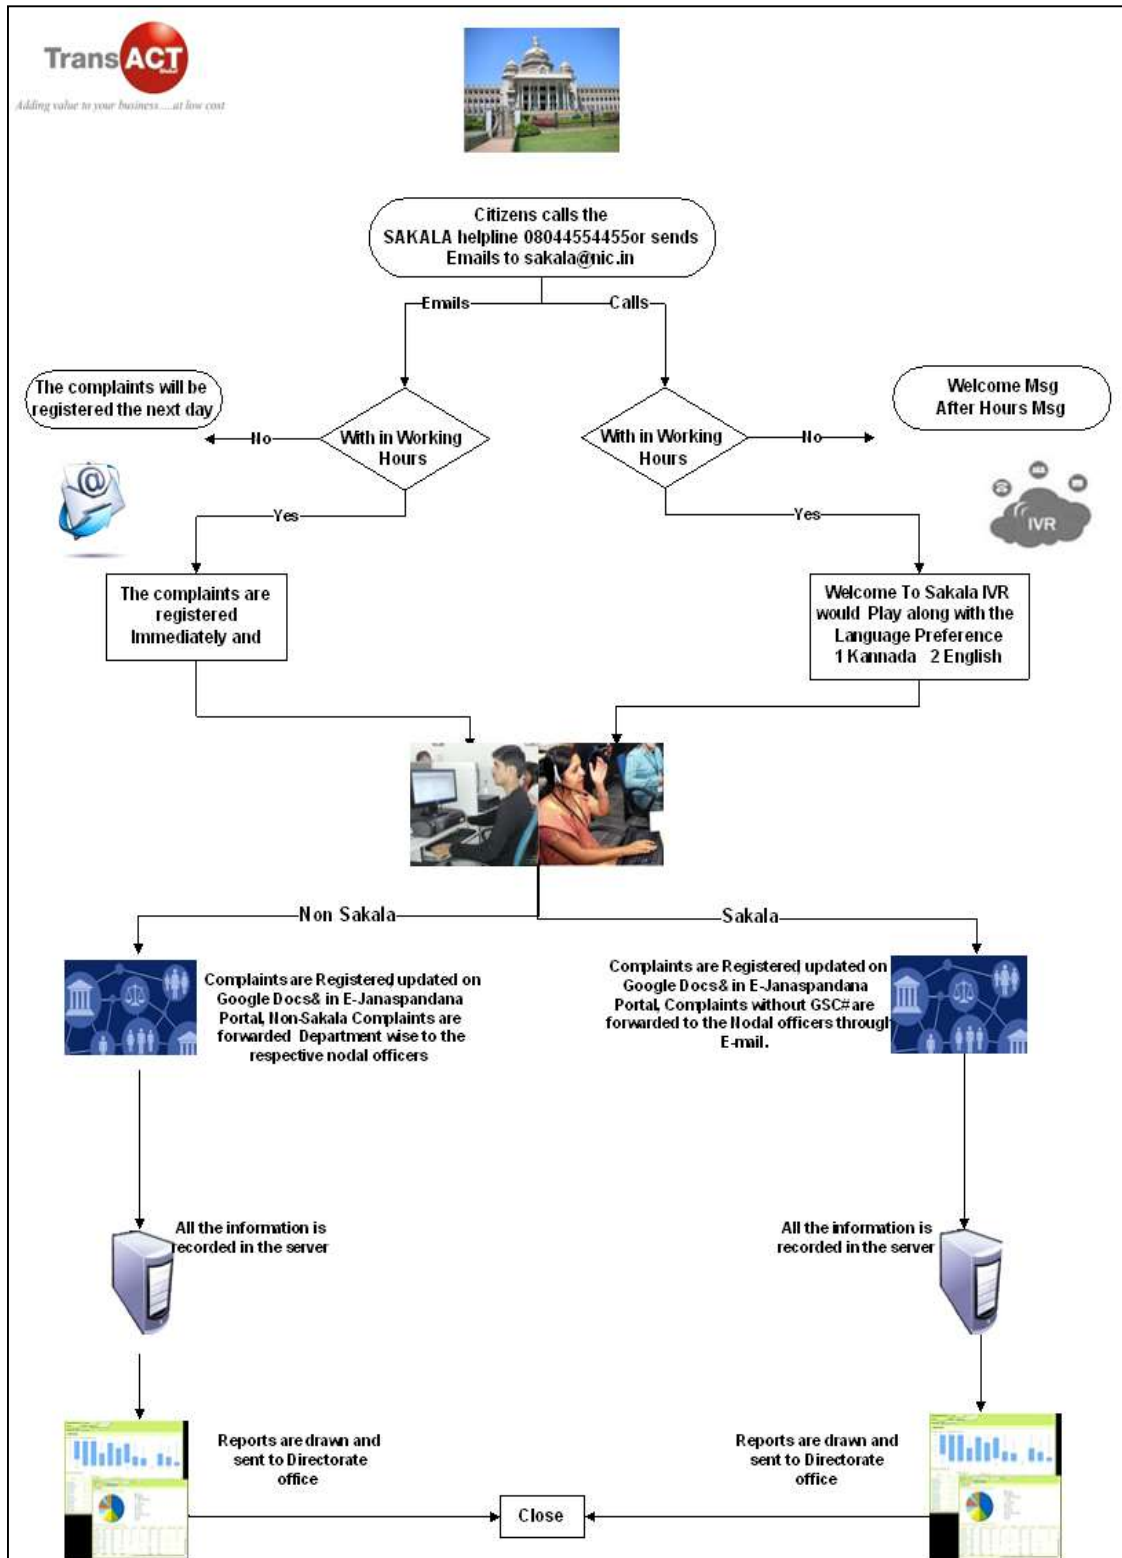 TransACT
Global
Adding value to your business....at low cost
Citizens calls the
SAKALA helpline 08044554455or sends
Emails to sakala@nic.in
Emails
Calls
The complaints will be
registered the next day
Welcome Msg
After Hours Msg
No
With in Working
Hours
With in Working
Hours
No
IVR
Yes
Yes
The complaints are
registered
Immediately and
Welcome To Sakala IVR
would Play along with the
Language Preference
1 Kannada 2 English
Non Sakala
Sakala
Complaints are Registered, updated on
Google Docs& in E-Janaspandana
Portal, Non-Sakala Complaints are
forwarded Department wise to the
respective nodal officers
Complaints are Registered, updated on
Google Docs& in E-Janaspandana
Portal, Complaints without GSC# are
forwarded to the Nodal officers through
E-mail.
All the information is
recorded in the server
All the information is
recorded in the server
Reports are drawn and
sent to Directorate
office
Reports are drawn and
sent to Directorate
office
Close